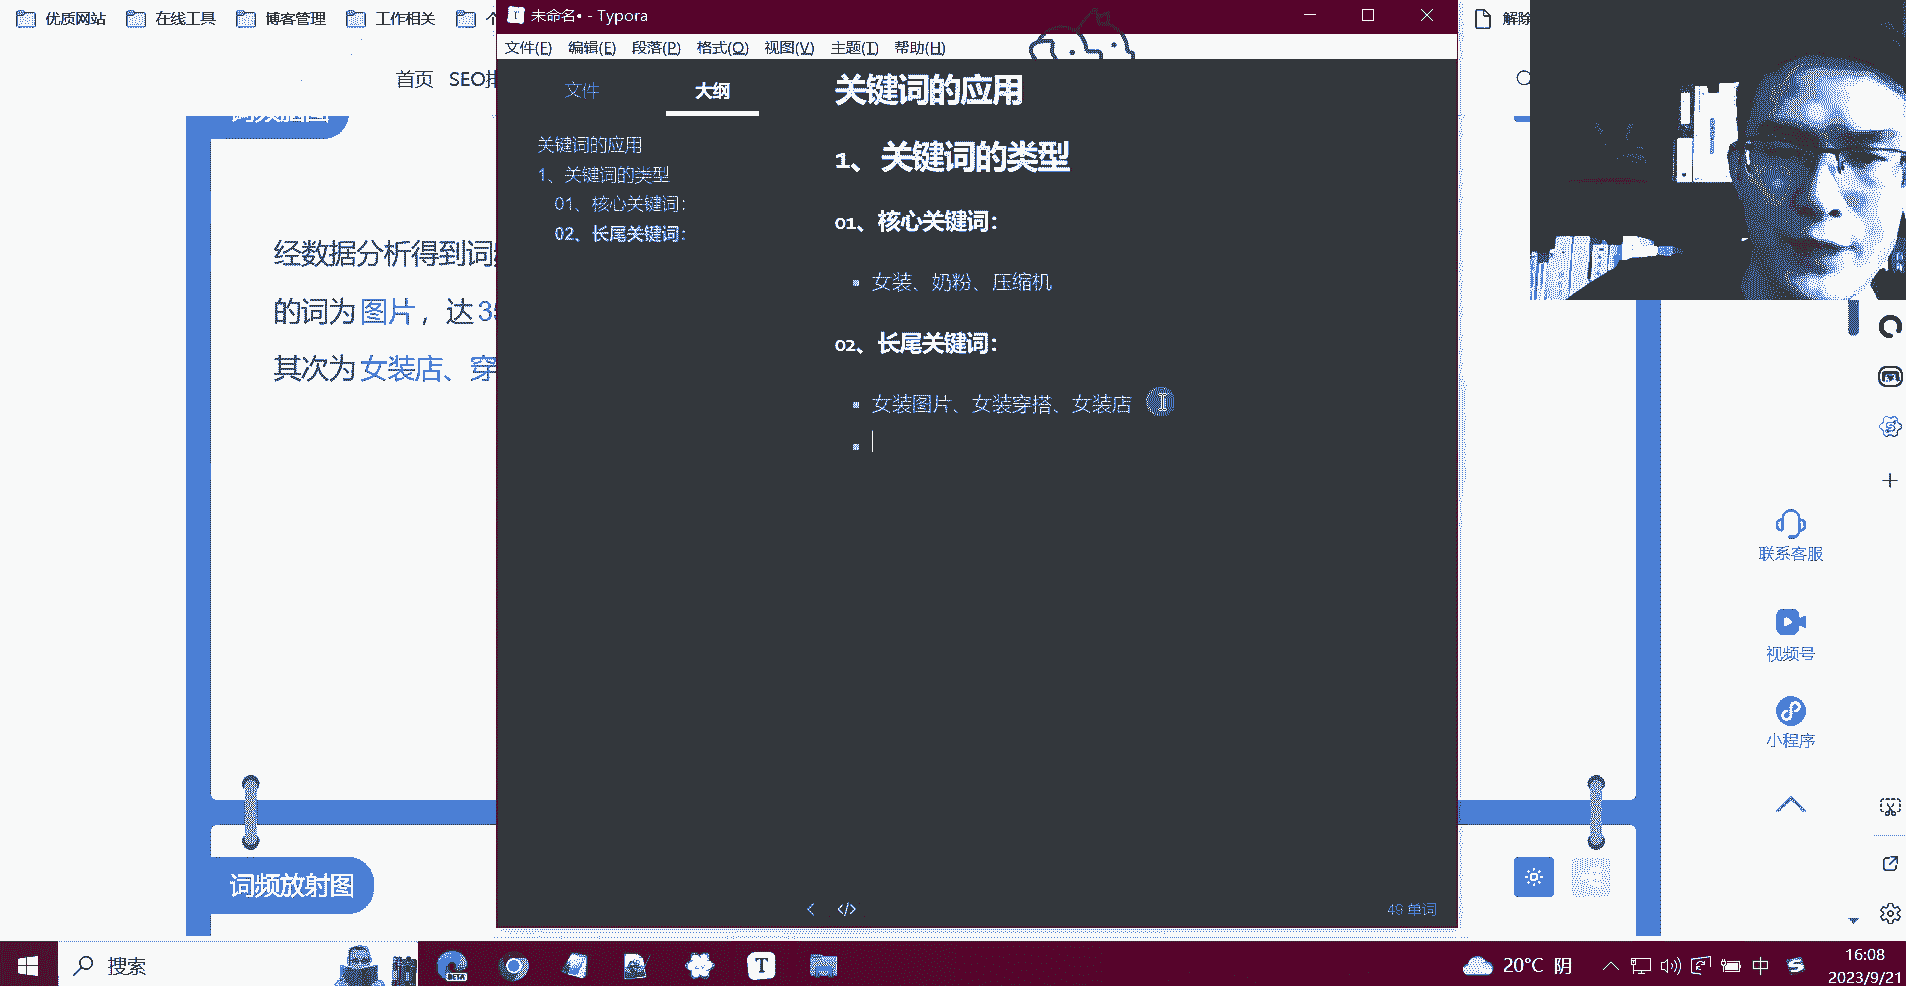 优质网站 在线工具 博客管理 工作相关
未命名• - Typora
解除
文件(F) 编辑(E) 段落(P) 格式(O) 视图(V) 主题(T) 帮助(H)
首页 SEO
文件 大纲
关键词的应用
1、关键词的类型
01、核心关键词：
02、长尾关键词：
关键词的应用
1、关键词的类型
01、核心关键词：
女装、奶粉、压缩机
02、长尾关键词：
女装图片、女装穿搭、女装店
49 单词
词频脑图
经数据分析得到词频
的词为 图片，达 35
其次为 女装店、穿
词频放射图
联系客服
视频号
小程序
搜索
BETA
20°C 阴
中
16:08
2023/9/21